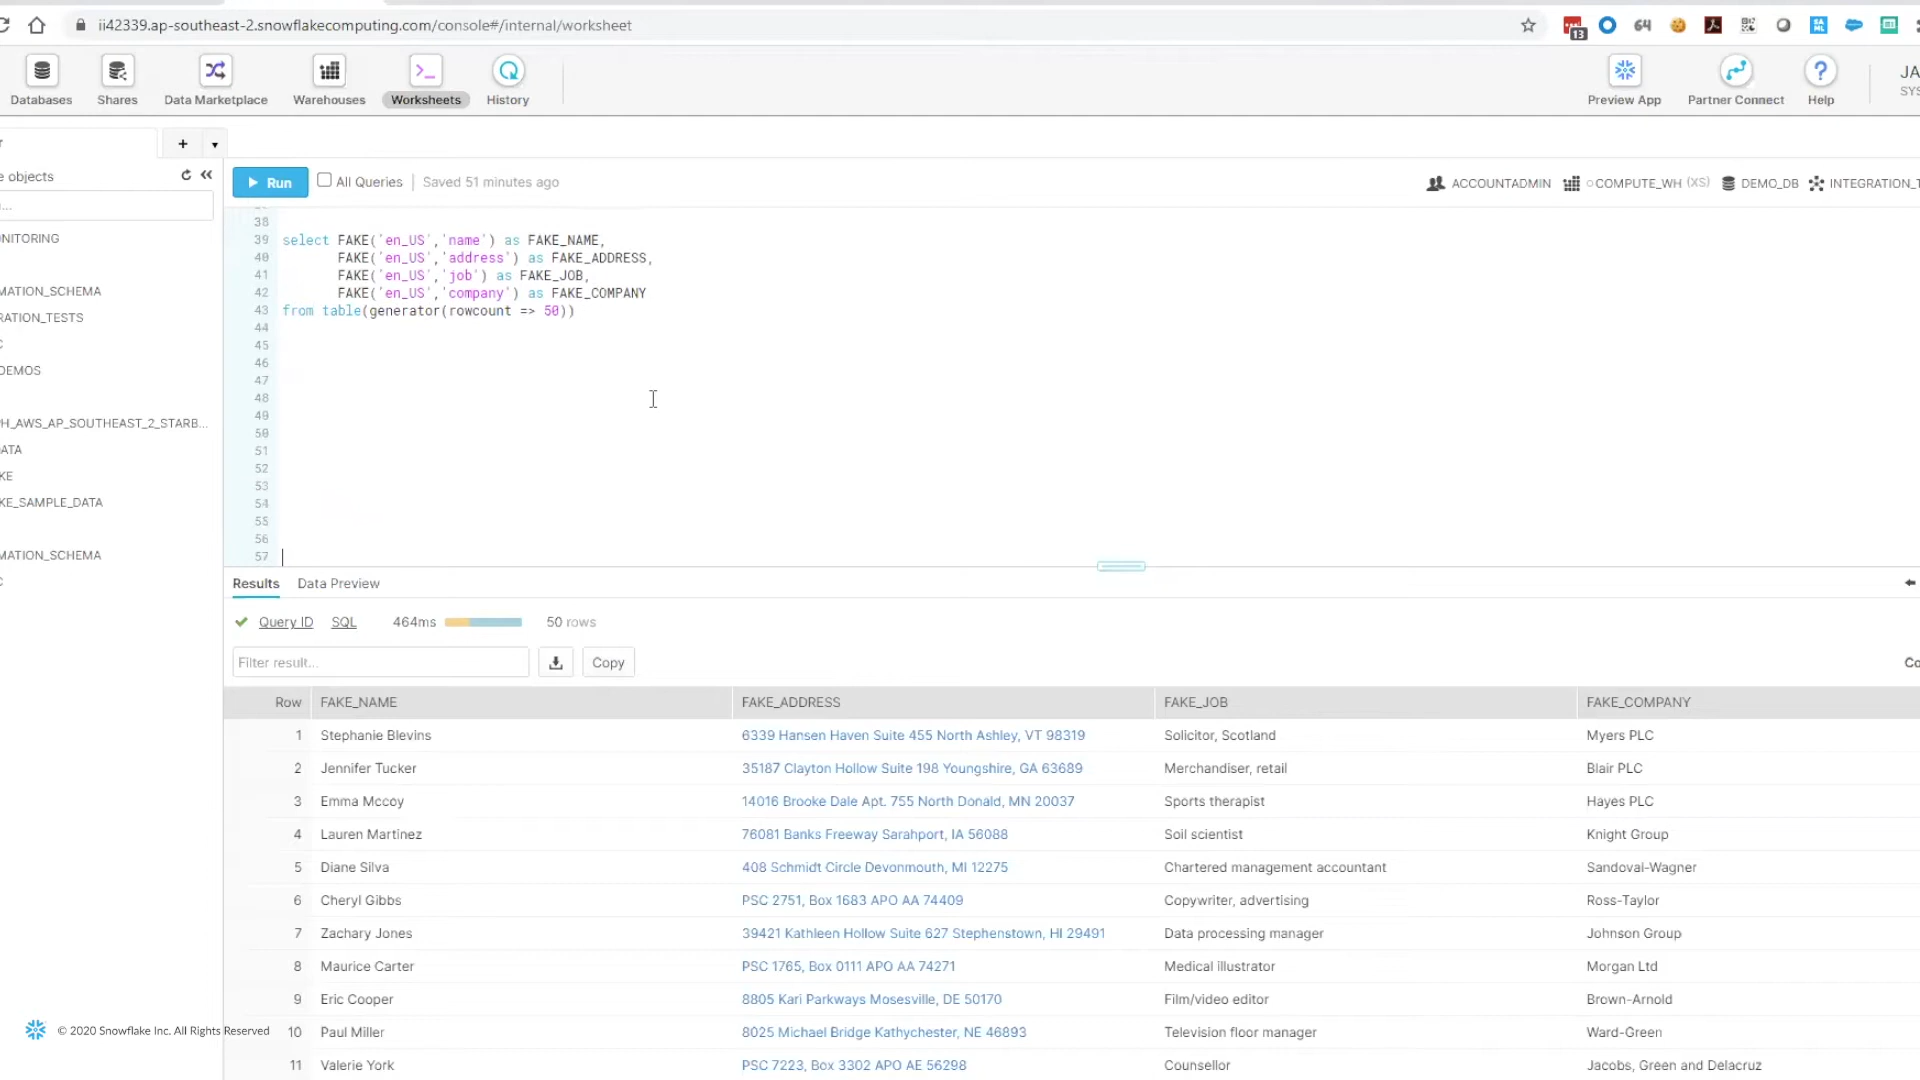 ii42339.ap-southeast-2.snowflakecomputing.com/console#/internal/worksheet
13
64
Databases Shares Data Marketplace Warehouses Worksheets History Preview App Partner Connect Help
JA
SYS
+
e objects
Run All Queries Saved 51 minutes ago ACCOUNTADMIN COMPUTE_WH (XS) DEMO_DB INTEGRATION_T
NITORING
MATION_SCHEMA
RATION_TESTS
C
DEMOS
PH_AWS_AP_SOUTHEAST_2_STARB...
ATA
KE
KE_SAMPLE_DATA
MATION_SCHEMA
C
38
39 select FAKE('en_US','name') as FAKE_NAME,
40 FAKE('en_US','address') as FAKE_ADDRESS,
41 FAKE('en_US','job') as FAKE_JOB,
42 FAKE('en_US','company') as FAKE_COMPANY
43 from table(generator(rowcount => 50))
44
45
46
47
48
49
50
51
52
53
54
55
56
57
Results Data Preview
Query ID SQL 464ms 50 rows
Filter result... Copy Co
Row FAKE_NAME FAKE_ADDRESS FAKE_JOB FAKE_COMPANY
1 Stephanie Blevins 6339 Hansen Haven Suite 455 North Ashley, VT 98319 Solicitor, Scotland Myers PLC
2 Jennifer Tucker 35187 Clayton Hollow Suite 198 Youngshire, GA 63689 Merchandiser, retail Blair PLC
3 Emma Mccoy 14016 Brooke Dale Apt. 755 North Donald, MN 20037 Sports therapist Hayes PLC
4 Lauren Martinez 76081 Banks Freeway Sarahport, IA 56088 Soil scientist Knight Group
5 Diane Silva 408 Schmidt Circle Devonmouth, MI 12275 Chartered management accountant Sandoval-Wagner
6 Cheryl Gibbs PSC 2751, Box 1683 APO AA 74409 Copywriter, advertising Ross-Taylor
7 Zachary Jones 39421 Kathleen Hollow Suite 627 Stephenstown, HI 29491 Data processing manager Johnson Group
8 Maurice Carter PSC 1765, Box 0111 APO AA 74271 Medical illustrator Morgan Ltd
9 Eric Cooper 8805 Kari Parkways Mosesville, DE 50170 Film/video editor Brown-Arnold
10 Paul Miller 8025 Michael Bridge Kathychester, NE 46893 Television floor manager Ward-Green
11 Valerie York PSC 7223, Box 3302 APO AE 56298 Counsellor Jacobs, Green and Delacruz
© 2020 Snowflake Inc. All Rights Reserved